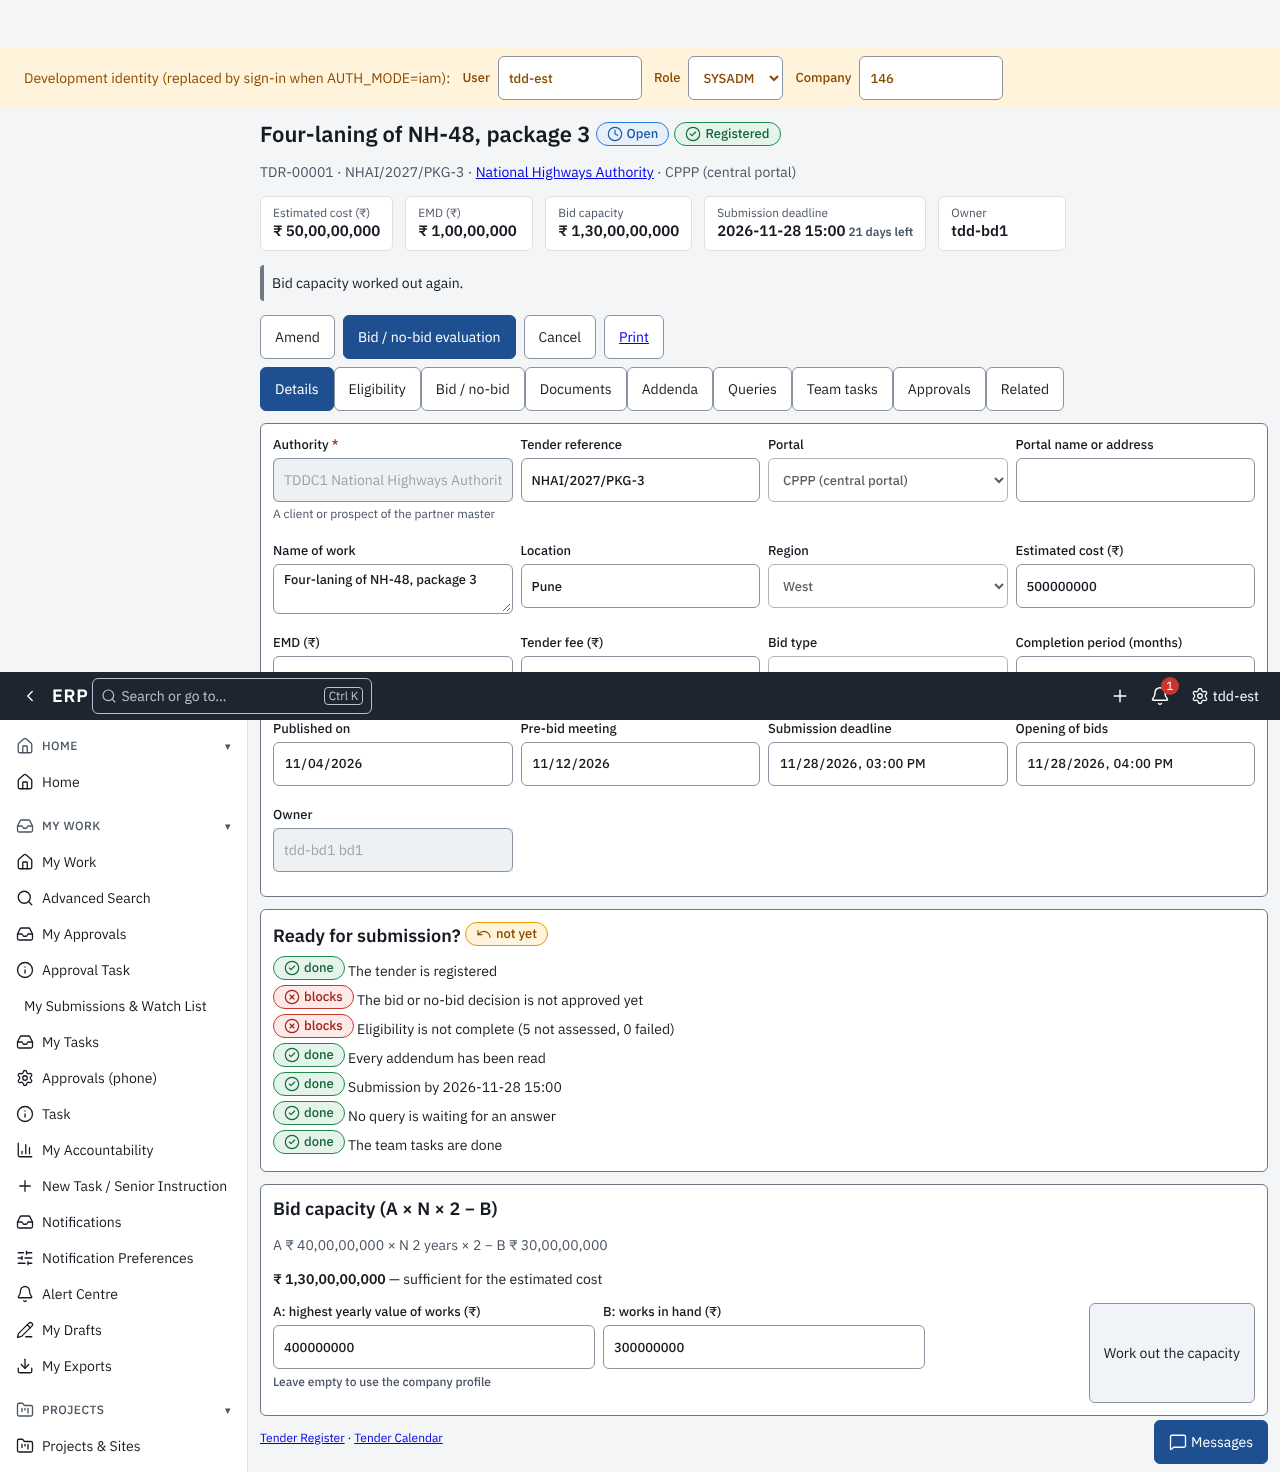 Development identity (replaced by sign-in when AUTH_MODE=iam): User tdd-est Role SYSADM Company 146
Four-laning of NH-48, package 3 Open Registered
TDR-00001 · NHAI/2027/PKG-3 · National Highways Authority · CPPP (central portal)
Estimated cost (₹) EMD (₹) Bid capacity Submission deadline Owner
₹ 50,00,00,000 ₹ 1,00,00,000 ₹ 1,30,00,00,000 2026-11-28 15:00 21 days left tdd-bd1
Bid capacity worked out again.
Amend Bid / no-bid evaluation Cancel Print
Details Eligibility Bid / no-bid Documents Addenda Queries Team tasks Approvals Related
Authority * Tender reference Portal Portal name or address
TDDC1 National Highways Authorit NHAI/2027/PKG-3 CPPP (central portal)
A client or prospect of the partner master
Name of work Location Region Estimated cost (₹)
Four-laning of NH-48, package 3 Pune West 500000000
EMD (₹) Tender fee (₹) Bid type Completion period (months)
ERP Search or go to... Ctrl K 1 tdd-est
Published on Pre-bid meeting Submission deadline Opening of bids
11/04/2026 11/12/2026 11/28/2026, 03:00 PM 11/28/2026, 04:00 PM
Owner
tdd-bd1 bd1
Ready for submission? not yet
done The tender is registered
blocks The bid or no-bid decision is not approved yet
blocks Eligibility is not complete (5 not assessed, 0 failed)
done Every addendum has been read
done Submission by 2026-11-28 15:00
done No query is waiting for an answer
done The team tasks are done
Bid capacity (A × N × 2 − B)
A ₹ 40,00,00,000 × N 2 years × 2 − B ₹ 30,00,00,000
₹ 1,30,00,00,000 — sufficient for the estimated cost
A: highest yearly value of works (₹) B: works in hand (₹)
400000000 300000000 Work out the capacity
Leave empty to use the company profile
Tender Register · Tender Calendar
HOME
Home
MY WORK
My Work
Advanced Search
My Approvals
Approval Task
My Submissions & Watch List
My Tasks
Approvals (phone)
Task
My Accountability
New Task / Senior Instruction
Notifications
Notification Preferences
Alert Centre
My Drafts
My Exports
PROJECTS
Projects & Sites
Messages